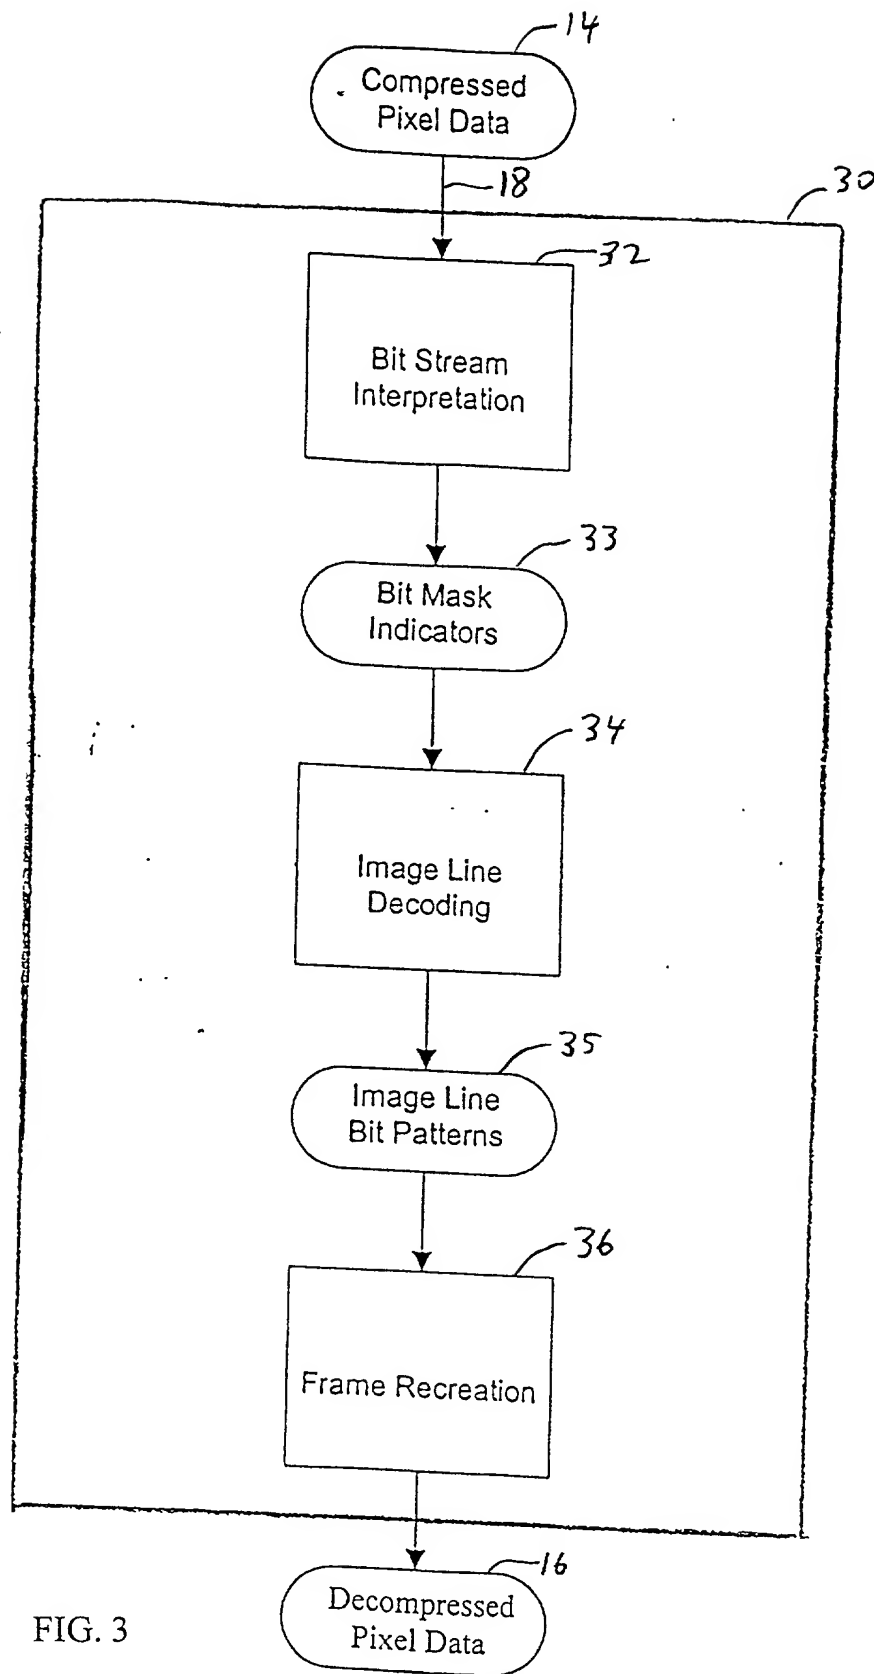 14
Compressed
Pixel Data
18
30
32
Bit Stream
Interpretation
33
Bit Mask
Indicators
34
Image Line
Decoding
35
Image Line
Bit Patterns
36
Frame Recreation
16
Decompressed
Pixel Data
FIG. 3